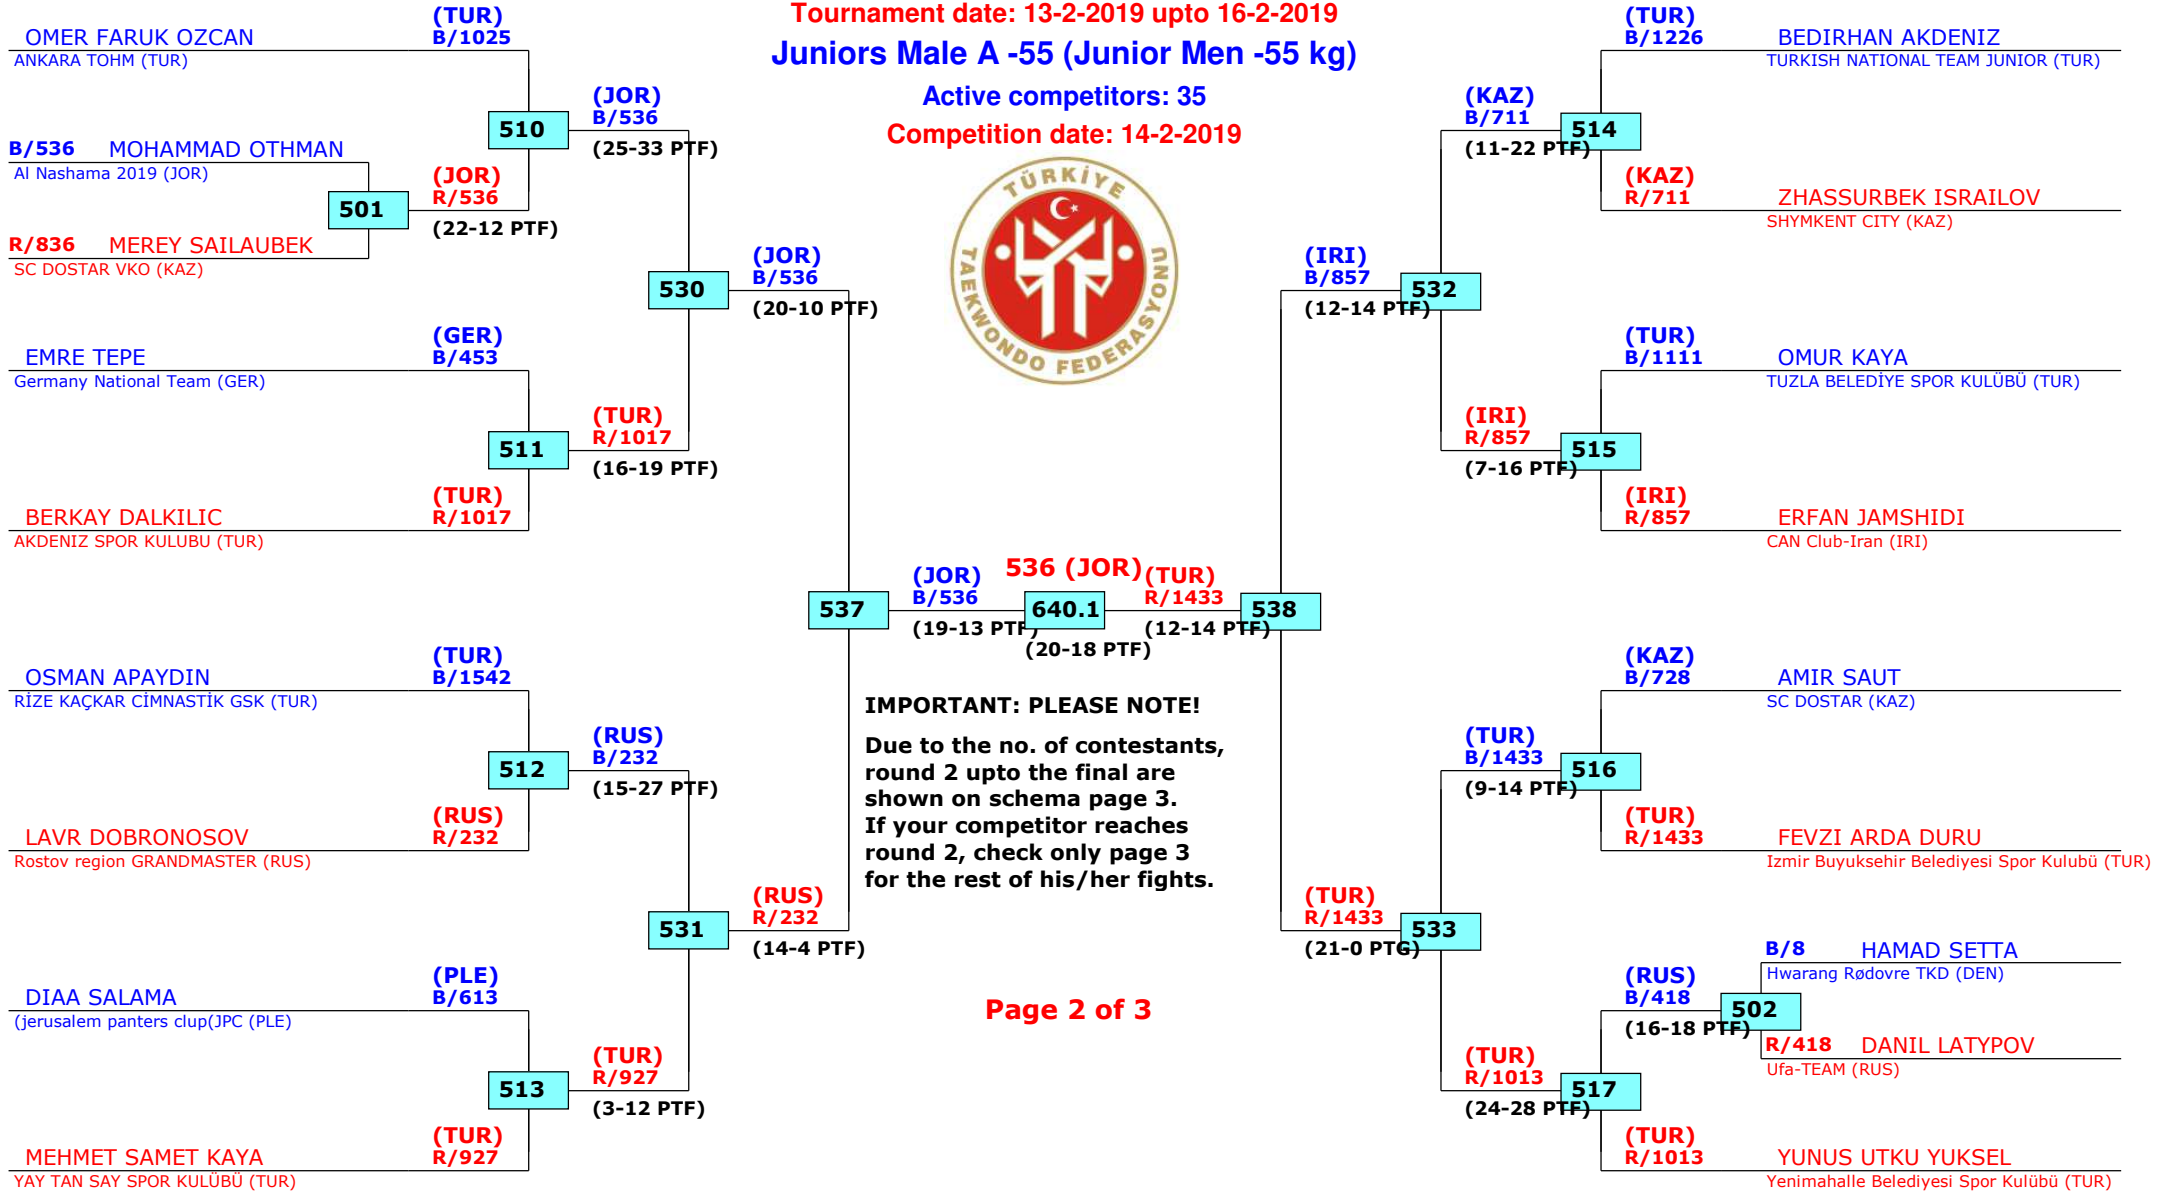 Tournament date: 13-2-2019 upto 16-2-2019
Juniors Male A -55 (Junior Men -55 kg)
Active competitors: 35
Competition date: 14-2-2019
TÜRKİYE
TAEKWONDO FEDERASYONU
OMER FARUK OZCAN
ANKARA TOHM (TUR)
(TUR)
B/1025
B/536 MOHAMMAD OTHMAN
Al Nashama 2019 (JOR)
501
R/836 MEREY SAILAUBEK
SC DOSTAR VKO (KAZ)
(JOR)
R/536
(22-12 PTF)
510
(JOR)
B/536
(25-33 PTF)
EMRE TEPE
Germany National Team (GER)
(GER)
B/453
511
BERKAY DALKILIC
AKDENIZ SPOR KULUBU (TUR)
(TUR)
R/1017
(TUR)
R/1017
(16-19 PTF)
530
(JOR)
B/536
(20-10 PTF)
OSMAN APAYDIN
RİZE KAÇKAR CİMNASTİK GSK (TUR)
(TUR)
B/1542
512
LAVR DOBRONOSOV
Rostov region GRANDMASTER (RUS)
(RUS)
R/232
(RUS)
B/232
(15-27 PTF)
DIAA SALAMA
(jerusalem panters clup(JPC (PLE)
(PLE)
B/613
513
MEHMET SAMET KAYA
YAY TAN SAY SPOR KULÜBÜ (TUR)
(TUR)
R/927
(TUR)
R/927
(3-12 PTF)
531
(RUS)
R/232
(14-4 PTF)
537
(JOR)
B/536
(19-13 PTF)
536 (JOR)
640.1
(20-18 PTF)
(TUR)
R/1433
(12-14 PTF)
538
IMPORTANT: PLEASE NOTE!
Due to the no. of contestants,
round 2 upto the final are
shown on schema page 3.
If your competitor reaches
round 2, check only page 3
for the rest of his/her fights.
Page 2 of 3
(IRI)
B/857
(12-14 PTF)
532
(KAZ)
B/711
(11-22 PTF)
514
(TUR)
B/1226
BEDIRHAN AKDENIZ
TURKISH NATIONAL TEAM JUNIOR (TUR)
(KAZ)
R/711
ZHASSURBEK ISRAILOV
SHYMKENT CITY (KAZ)
(IRI)
R/857
(7-16 PTF)
515
(TUR)
B/1111
OMUR KAYA
TUZLA BELEDİYE SPOR KULÜBÜ (TUR)
(IRI)
R/857
ERFAN JAMSHIDI
CAN Club-Iran (IRI)
(TUR)
R/1433
(21-0 PTG)
533
(TUR)
B/1433
(9-14 PTF)
516
(KAZ)
B/728
AMIR SAUT
SC DOSTAR (KAZ)
(TUR)
R/1433
FEVZI ARDA DURU
Izmir Buyuksehir Belediyesi Spor Kulubü (TUR)
(TUR)
R/1013
(24-28 PTF)
517
(RUS)
B/418
(16-18 PTF)
502
B/8 HAMAD SETTA
Hwarang Rødovre TKD (DEN)
R/418 DANIL LATYPOV
Ufa-TEAM (RUS)
(TUR)
R/1013
YUNUS UTKU YUKSEL
Yenimahalle Belediyesi Spor Kulübü (TUR)